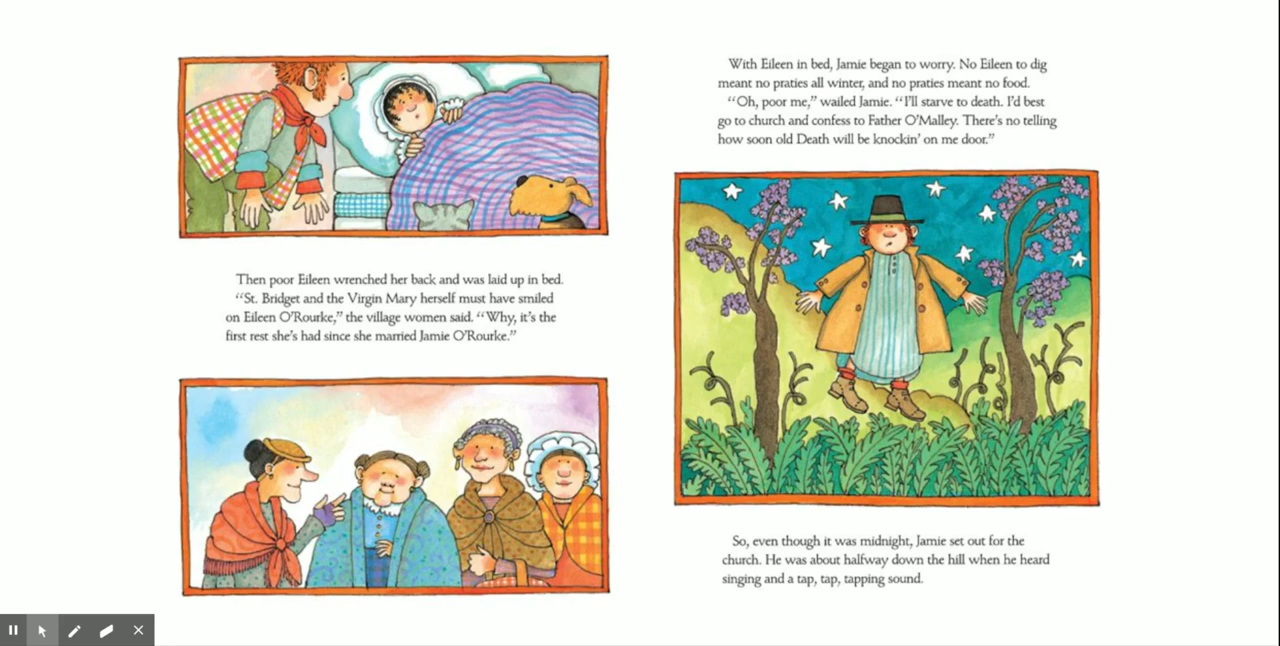 Then poor Eileen wrenched her back and was laid up in bed.
“St. Bridget and the Virgin Mary herself must have smiled
on Eileen O’Rourke,” the village women said. “Why, it’s the
first rest she’s had since she married Jamie O’Rourke.”
With Eileen in bed, Jamie began to worry. No Eileen to dig
meant no praties all winter, and no praties meant no food.
“Oh, poor me,” wailed Jamie. “I’ll starve to death. I’d best
go to church and confess to Father O’Malley. There’s no telling
how soon old Death will be knockin’ on me door.”
So, even though it was midnight, Jamie set out for the
church. He was about halfway down the hill when he heard
singing and a tap, tap, tapping sound.